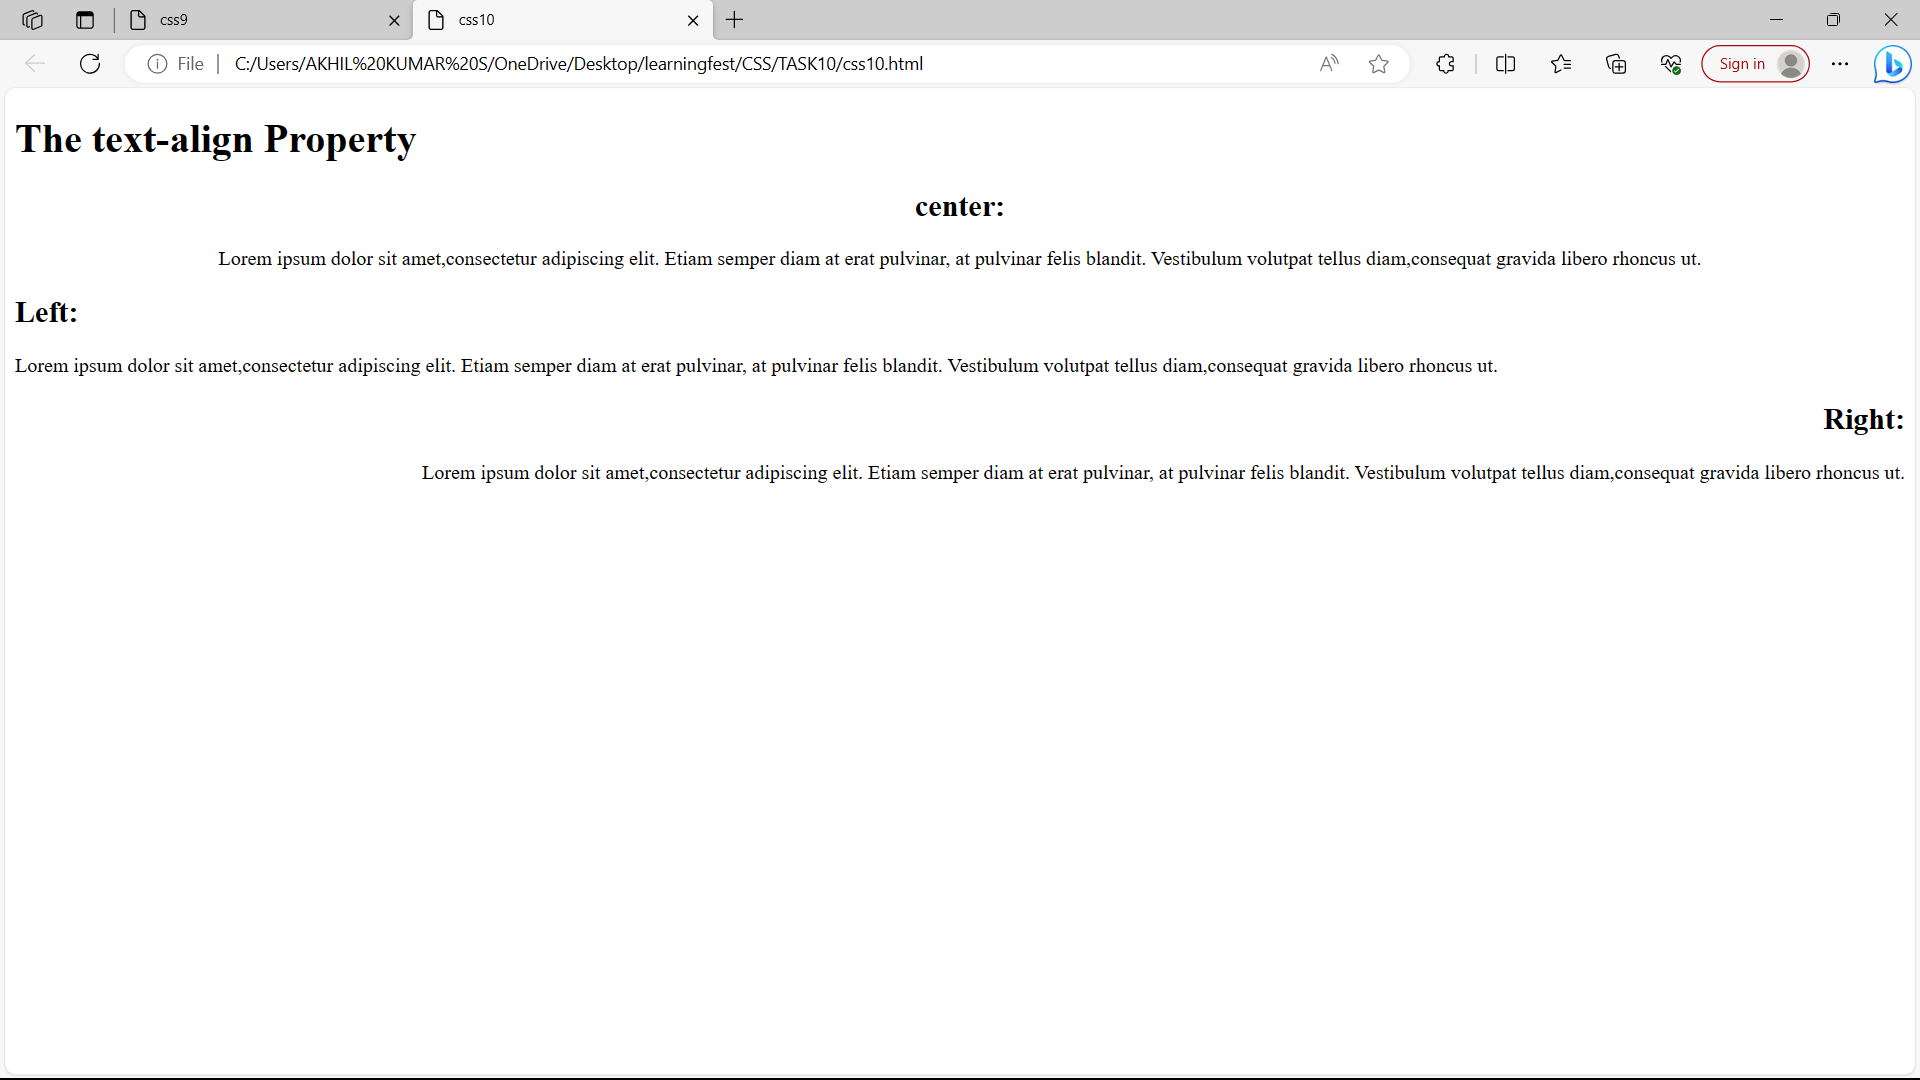 css9
css10
File
C:/Users/AKHIL%20KUMAR%20S/OneDrive/Desktop/learningfest/CSS/TASK10/css10.html
Sign in
The text-align Property
center:
Lorem ipsum dolor sit amet,consectetur adipiscing elit. Etiam semper diam at erat pulvinar, at pulvinar felis blandit. Vestibulum volutpat tellus diam,consequat gravida libero rhoncus ut.
Left:
Lorem ipsum dolor sit amet,consectetur adipiscing elit. Etiam semper diam at erat pulvinar, at pulvinar felis blandit. Vestibulum volutpat tellus diam,consequat gravida libero rhoncus ut.
Right:
Lorem ipsum dolor sit amet,consectetur adipiscing elit. Etiam semper diam at erat pulvinar, at pulvinar felis blandit. Vestibulum volutpat tellus diam,consequat gravida libero rhoncus ut.